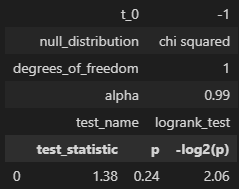 t_0 -1
null_distribution chi squared
degrees_of_freedom 1
alpha 0.99
test_name logrank_test
test_statistic p -log2(p)
0 1.38 0.24 2.06